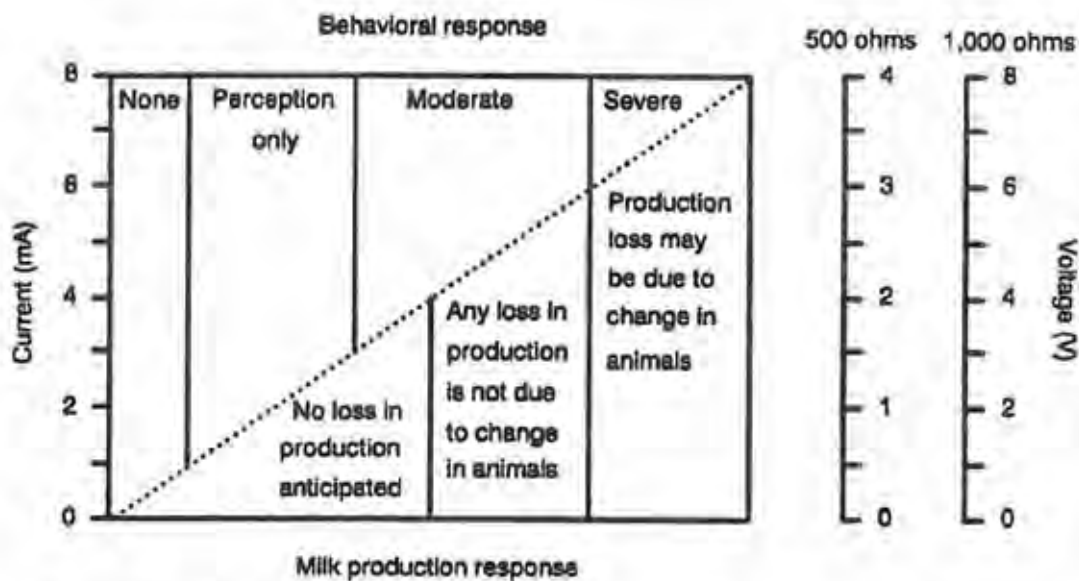 Behavioral response
500 ohms 1,000 ohms
8
None
Perception
only
Moderate
Severe
6
4
2
0
Current (mA)
No loss in
production
anticipated
Any loss in
production
is not due
to change
in animals
Production
loss may
be due to
change in
animals
Milk production response
4
3
2
1
0
8
6
4
2
0
Voltage (V)